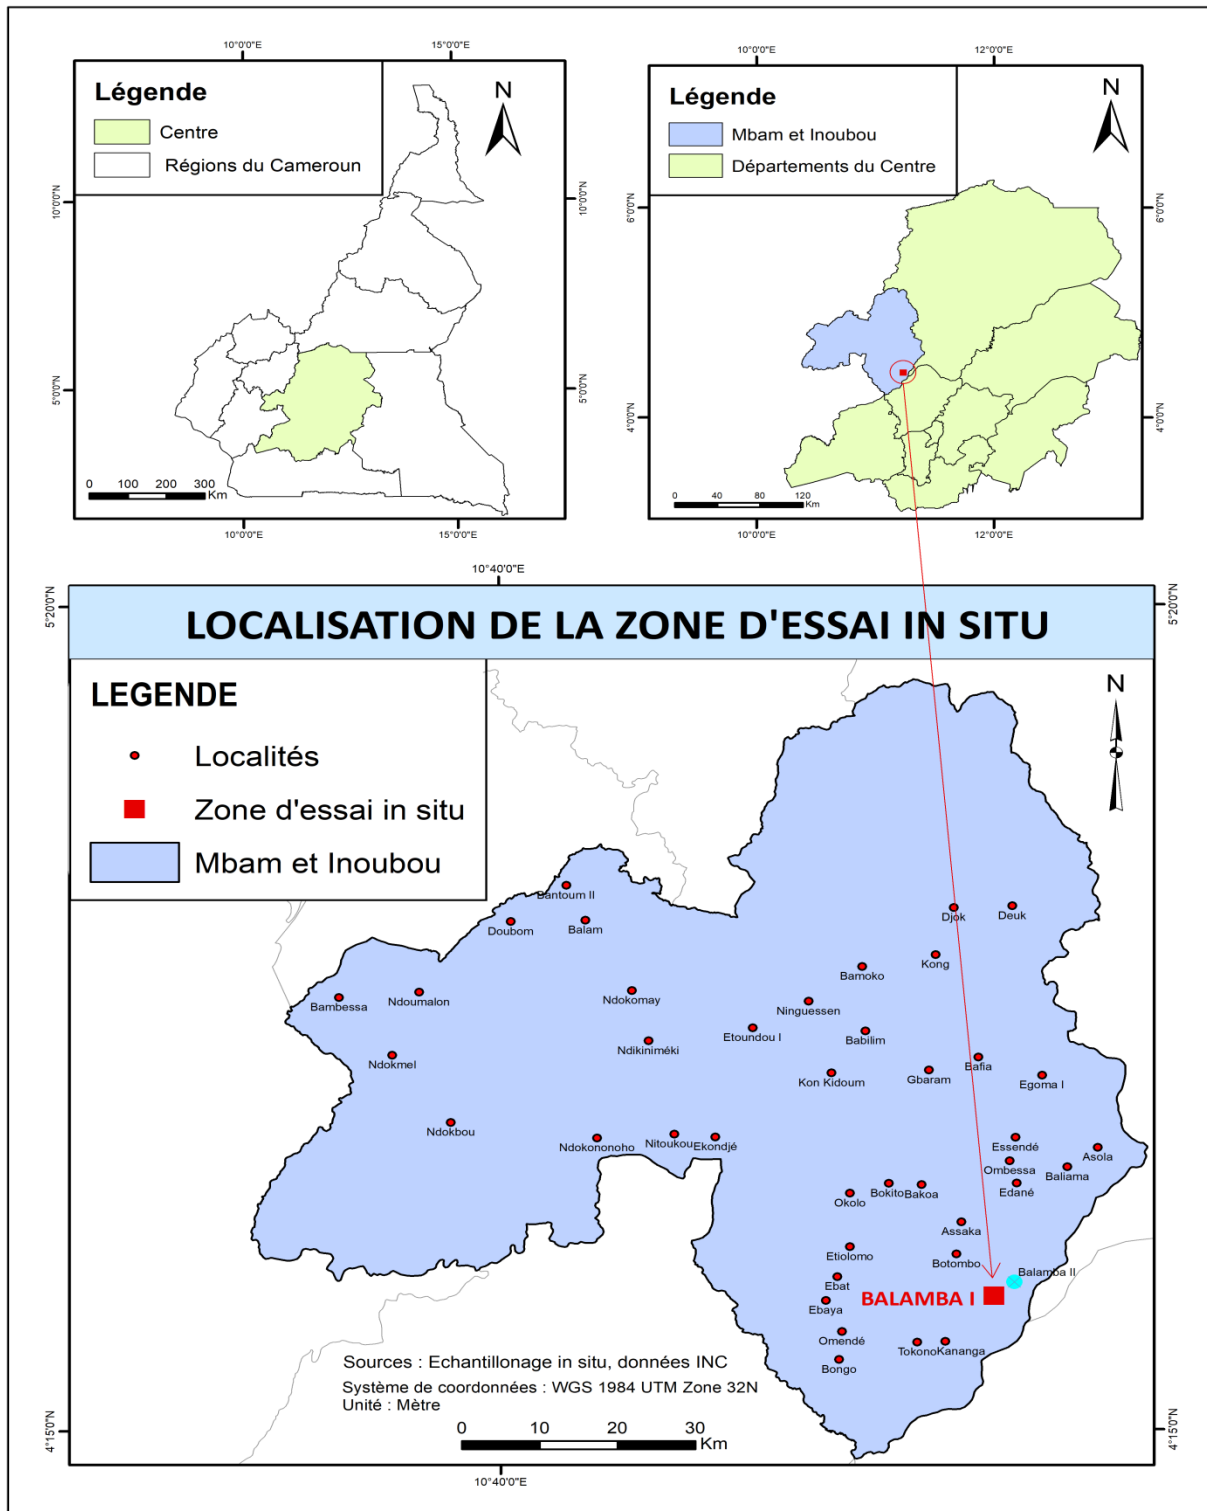 10°0'0"E
15°0'0"E
Légende
Centre
Régions du Cameroun
N
10°0'0"N
10°0'0"N
5°0'0"N
5°0'0"N
0 100 200 300 Km
10°0'0"E
15°0'0"E
10°0'0"E
12°0'0"E
Légende
Mbam et Inoubou
Départements du Centre
N
6°0'0"N
6°0'0"N
4°0'0"N
4°0'0"N
0 40 80 120
Km
10°0'0"E
12°0'0"E
10°40'0"E
5°20'0"N
5°20'0"N
LOCALISATION DE LA ZONE D'ESSAI IN SITU
LEGENDE
Localités
Zone d'essai in situ
Mbam et Inoubou
N
Bantoum II
Doubom
Balam
Djok
Deuk
Kong
Bamoko
Bambessa
Ndoumalon
Ndokomay
Ninguessen
Etoundou I
Babilim
Ndikiniméki
Ndokmel
Kon Kidoum
Gbaram
Bafia
Egoma I
Ndokbou
Ndokononoho
Nitoukou
Ekondjé
Essendé
Asola
Ombessa
Baliama
Okolo
Bokito
Bakoa
Edané
Assaka
Etiolomo
Botombo
Ebat
Balamba II
Ebaya
BALAMBA I
Omendé
Tokono
Kananga
Bongo
Sources : Echantillonage in situ, données INC
Système de coordonnées : WGS 1984 UTM Zone 32N
Unité : Mètre
0 10 20 30
Km
4°15'0"N
4°15'0"N
10°40'0"E